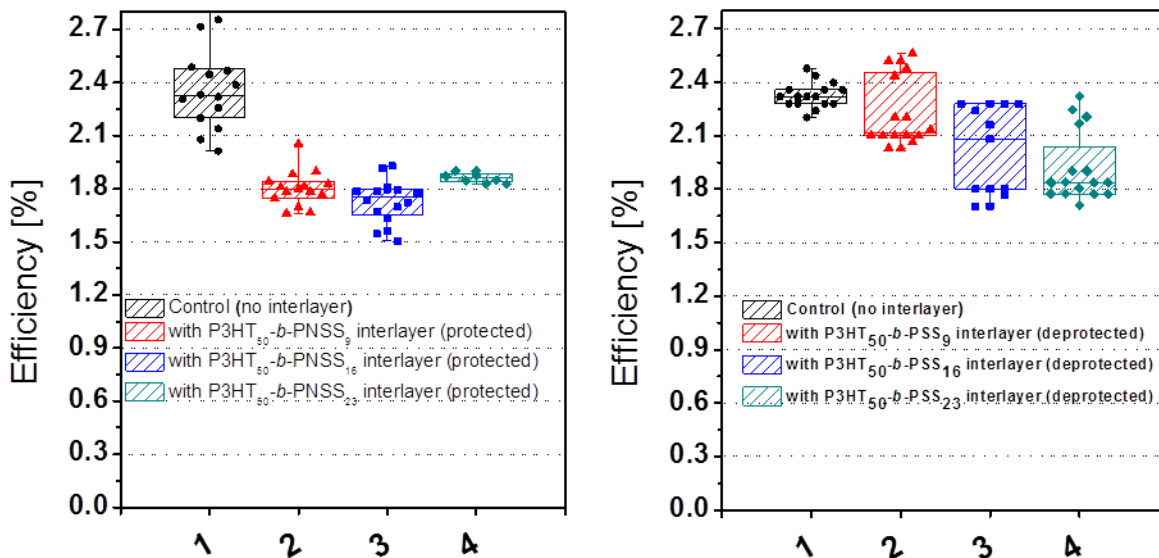 Efficiency [%]
2.7
2.4
2.1
1.8
1.5
1.2
0.9
0.6
0.3
0.0
Control (no interlayer)
with P3HT50-b-PNSS9 interlayer (protected)
with P3HT50-b-PNSS16 interlayer (protected)
with P3HT50-b-PNSS23 interlayer (protected)
1 2 3 4
Efficiency [%]
2.7
2.4
2.1
1.8
1.5
1.2
0.9
0.6
0.3
0.0
Control (no interlayer)
with P3HT50-b-PSS9 interlayer (deprotected)
with P3HT50-b-PSS16 interlayer (deprotected)
with P3HT50-b-PSS23 interlayer (deprotected)
1 2 3 4